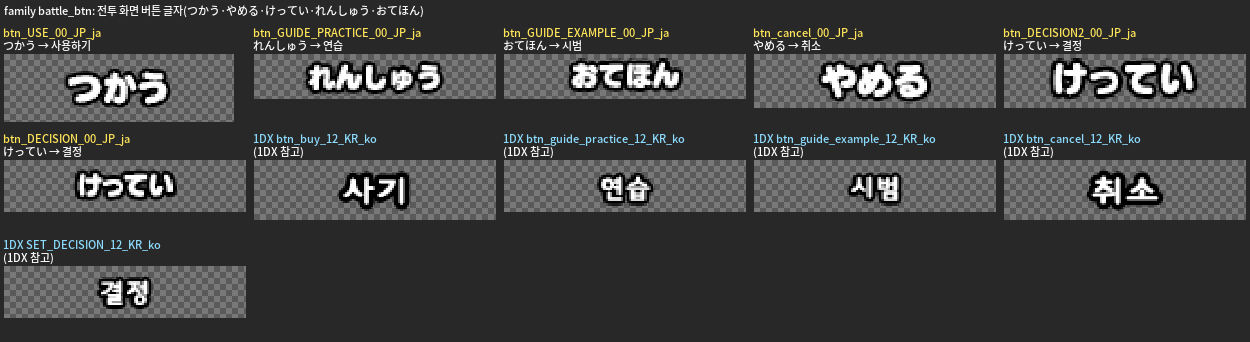 family battle_btn: 전투 화면 버튼 글자(つかう·やめる·けってい·れんしゅう·おてほん)
btn_USE_00_JP_ja
つかう → 사용하기
つかう
btn_GUIDE_PRACTICE_00_JP_ja
れんしゅう → 연습
れんしゅう
btn_GUIDE_EXAMPLE_00_JP_ja
おてほん → 시범
おてほん
btn_cancel_00_JP_ja
やめる → 취소
やめる
btn_DECISION2_00_JP_ja
けってい → 결정
けってい
btn_DECISION_00_JP_ja
けってい → 결정
けってい
1DX btn_buy_12_KR_ko
(1DX 참고)
사기
1DX btn_guide_practice_12_KR_ko
(1DX 참고)
연습
1DX btn_guide_example_12_KR_ko
(1DX 참고)
시범
1DX btn_cancel_12_KR_ko
(1DX 참고)
취소
1DX SET_DECISION_12_KR_ko
(1DX 참고)
결정